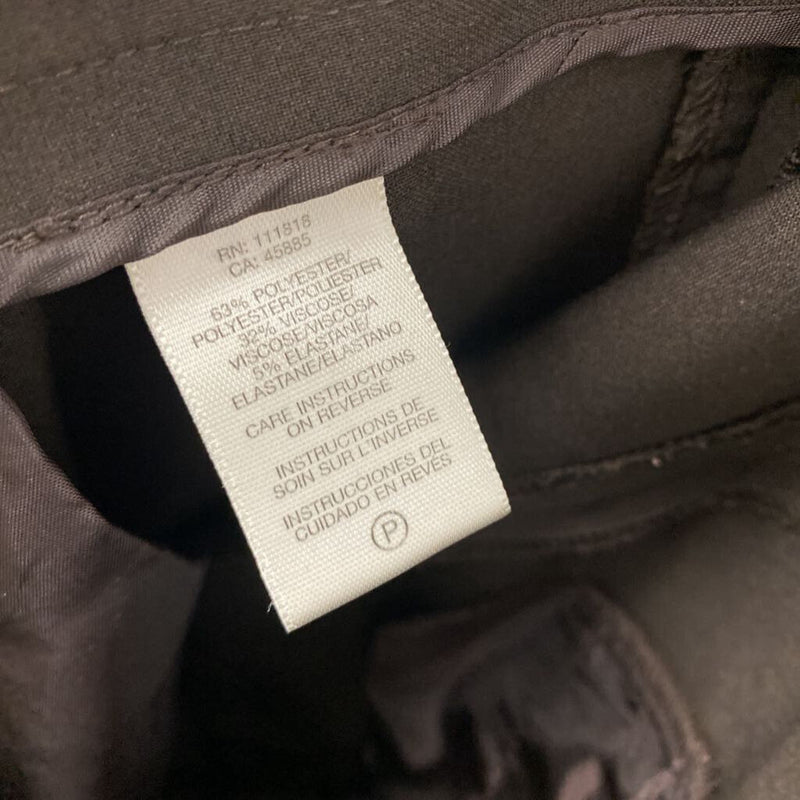 RN: 111818
CA: 45885
63% POLYESTER/
POLYESTER/POLIESTER
32% VISCOSE/
VISCOSE/VISCOSA
5% ELASTANE/
ELASTANE/ELASTANO
CARE INSTRUCTIONS
ON REVERSE
INSTRUCTIONS DE
SOIN SUR L'INVERSE
INSTRUCCIONES DEL
CUIDADO EN REVÉS
P